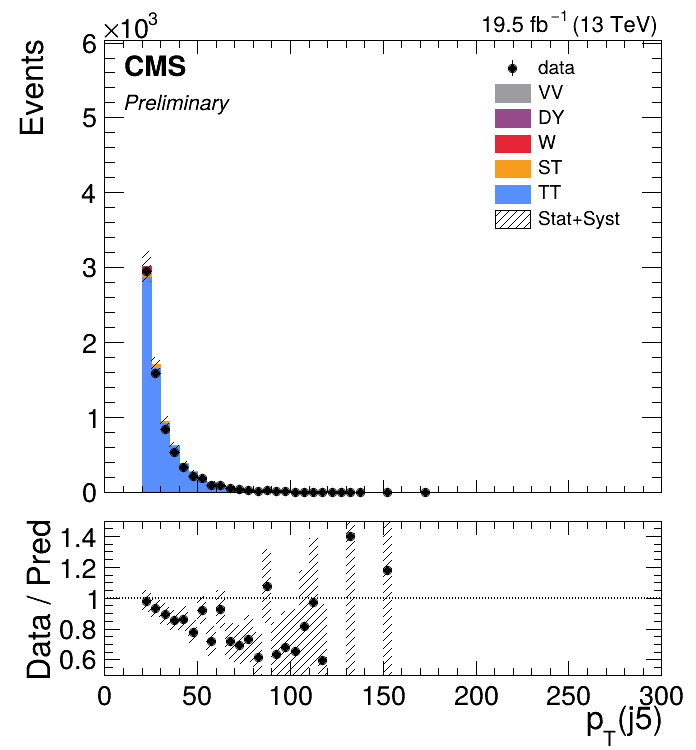 ×10³
19.5 fb⁻¹ (13 TeV)
Events
CMS
Preliminary
data
VV
DY
W
ST
TT
Stat+Syst
6
5
4
3
2
1
0
Data / Pred
1.4
1.2
1
0.8
0.6
0 50 100 150 200 250 300
p_T(j5)